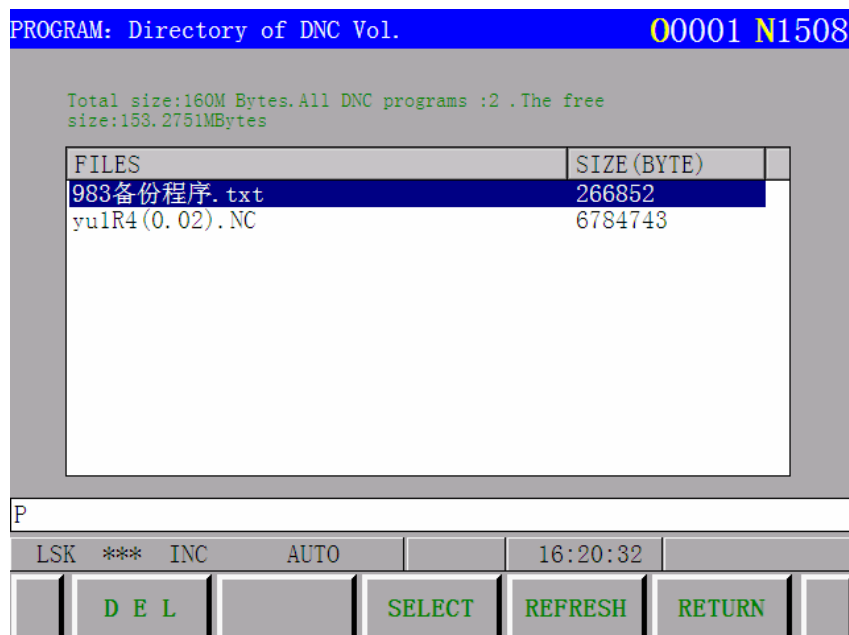 PROGRAM: Directory of DNC Vol. O0001 N1508
Total size:160M Bytes.All DNC programs :2 .The free
size:153.2751MBytes
FILES SIZE(BYTE)
983备份程序.txt 266852
yu1R4(0.02).NC 6784743
P
LSK *** INC AUTO 16:20:32
D E L SELECT REFRESH RETURN